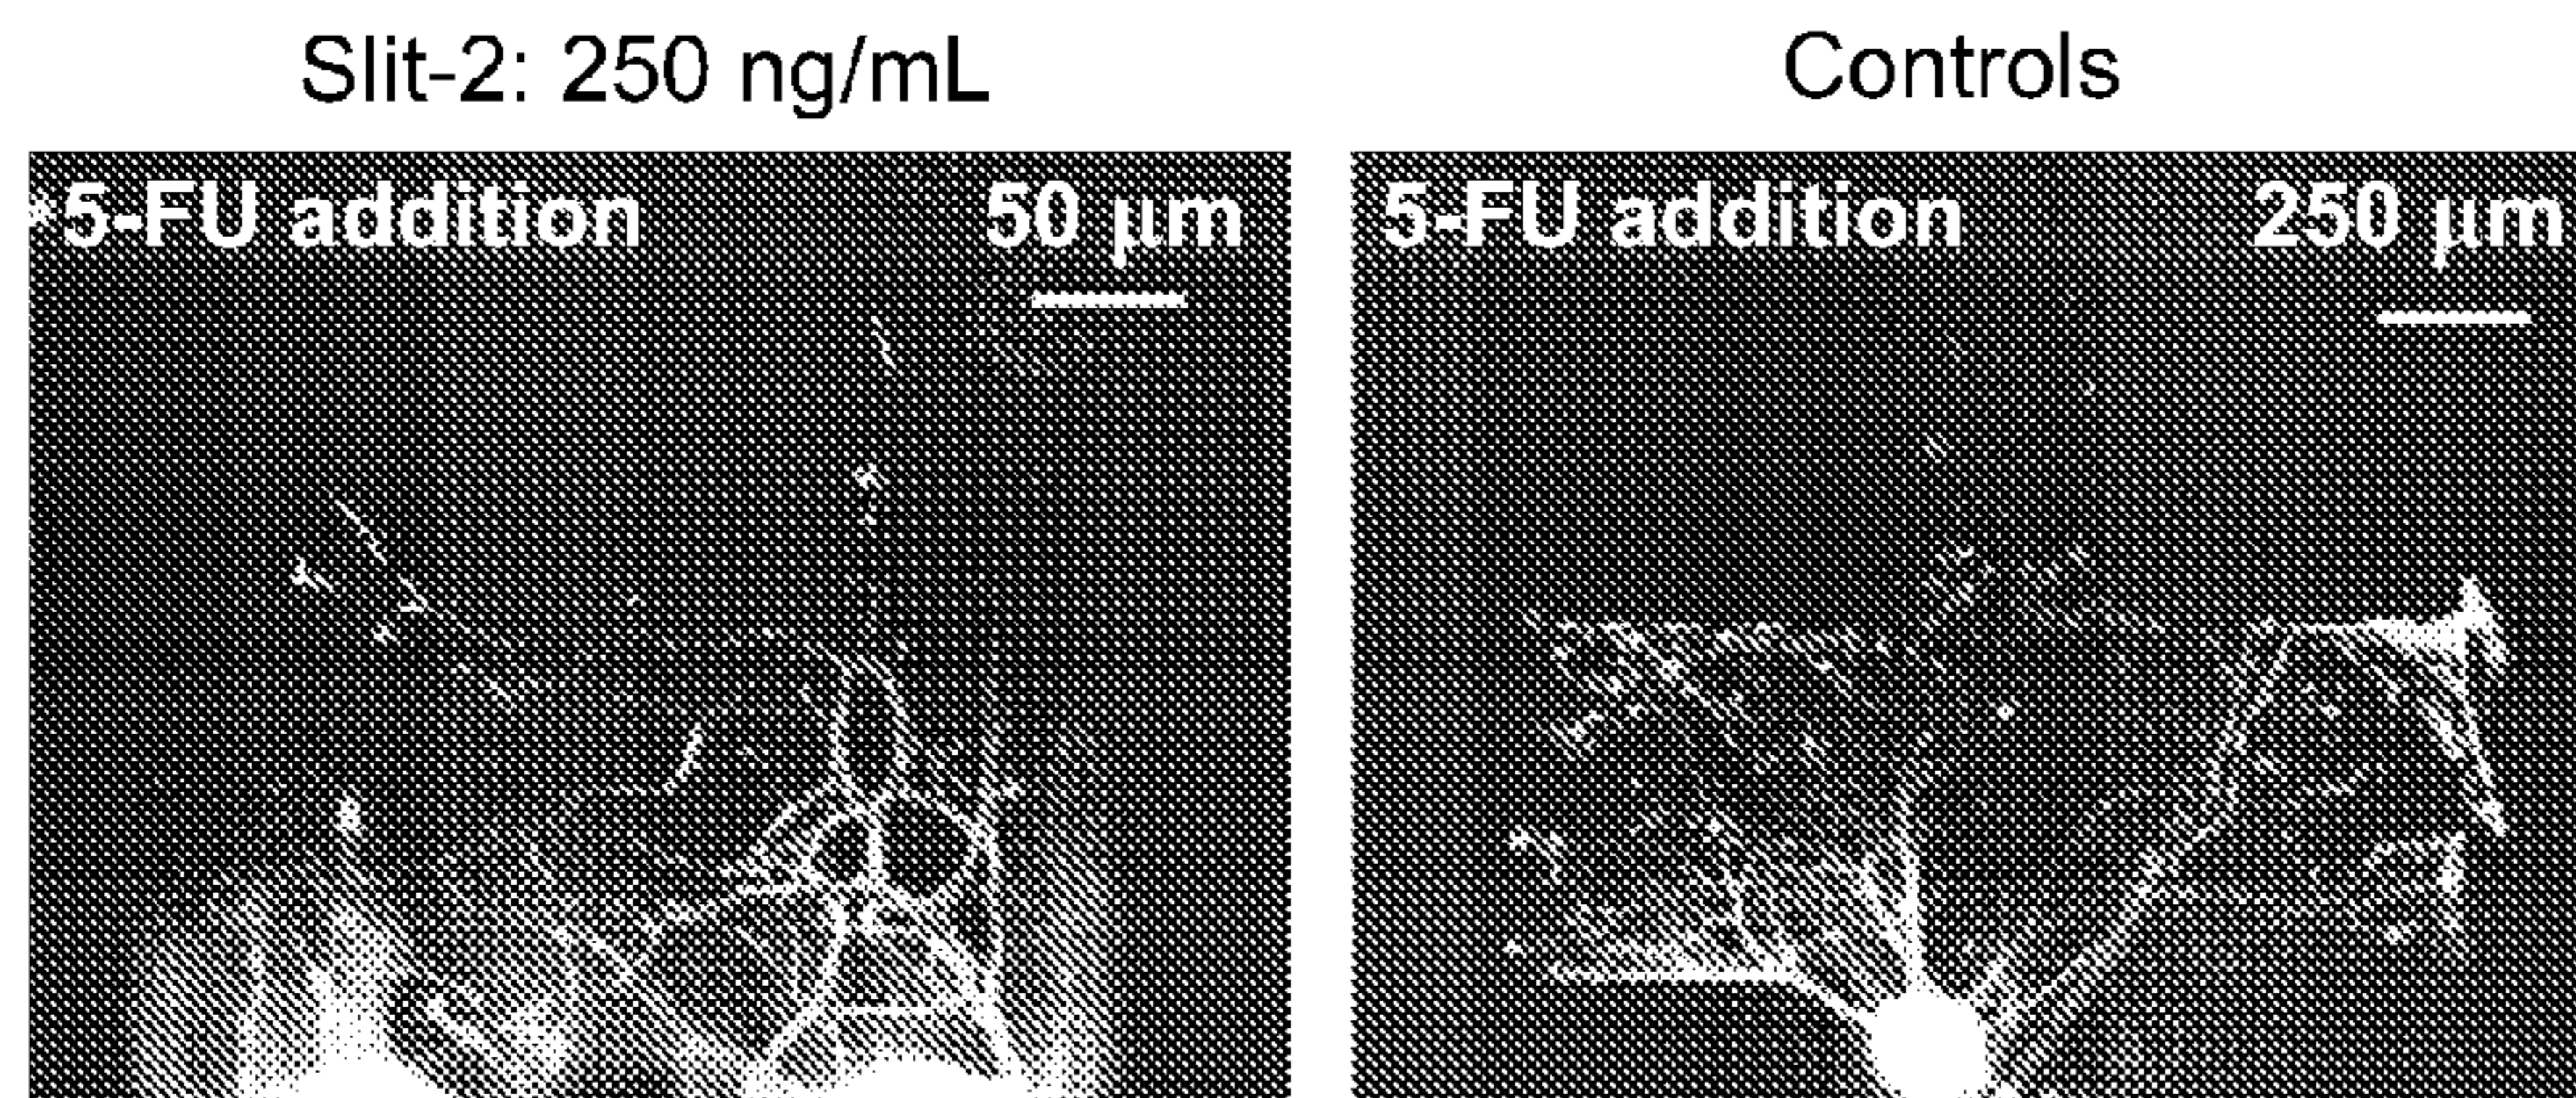 Slit-2: 250 ng/mL
Controls
*5-FU addition
50 μm
5-FU addition
250 μm